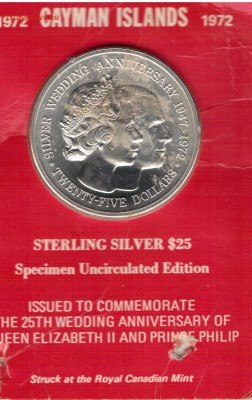 1972 CAYMAN ISLANDS 1972
SILVER WEDDING ANNIVERSARY 1947-1972
TWENTY-FIVE DOLLARS
STERLING SILVER $25
Specimen Uncirculated Edition
ISSUED TO COMMEMORATE
THE 25TH WEDDING ANNIVERSARY OF
QUEEN ELIZABETH II AND PRINCE PHILIP
Struck at the Royal Canadian Mint